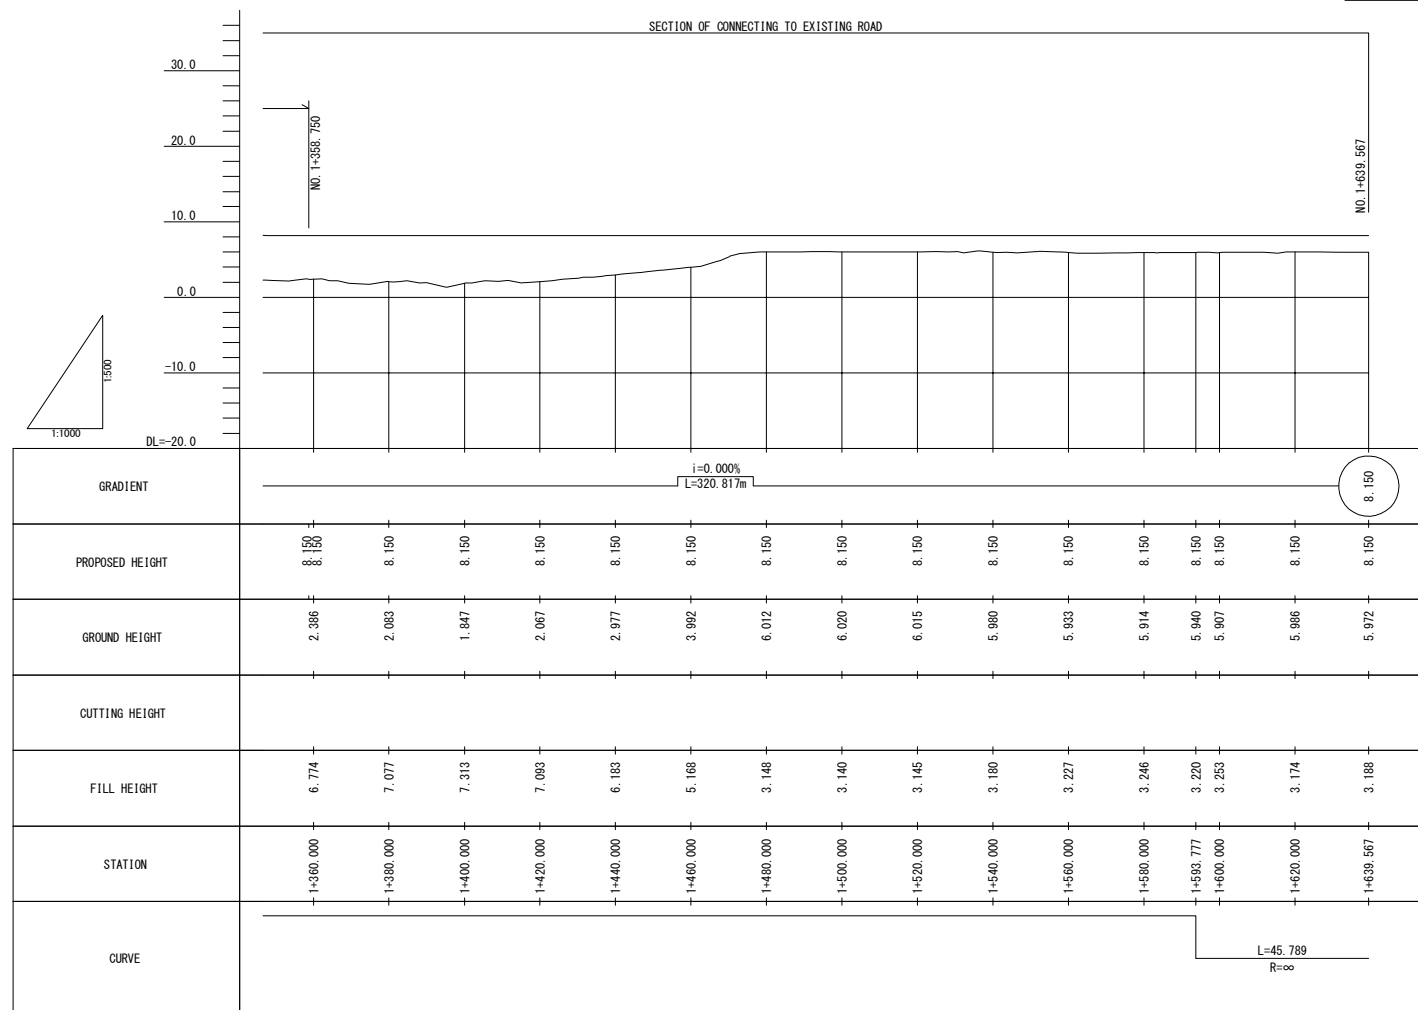 SECTION OF CONNECTING TO EXISTING ROAD
30.0
20.0
10.0
0.0
-10.0
DL=-20.0
NO. 1+358. 750
NO. 1+639. 567
1:500
1:1000
GRADIENT
i=0. 000%
L=320. 817m
8. 150
PROPOSED HEIGHT
8. 150 8. 150 8. 150 8. 150 8. 150 8. 150 8. 150 8. 150 8. 150 8. 150 8. 150 8. 150 8. 150 8. 150 8. 150 8. 150 8. 150
GROUND HEIGHT
2. 386 2. 083 1. 847 2. 067 2. 977 3. 992 6. 012 6. 020 6. 015 5. 980 5. 933 5. 914 5. 940 5. 907 5. 986 5. 972
CUTTING HEIGHT
FILL HEIGHT
6. 774 7. 077 7. 313 7. 093 6. 183 5. 168 3. 148 3. 140 3. 145 3. 180 3. 227 3. 246 3. 220 3. 253 3. 174 3. 188
STATION
1+360. 000 1+380. 000 1+400. 000 1+420. 000 1+440. 000 1+460. 000 1+480. 000 1+500. 000 1+520. 000 1+540. 000 1+560. 000 1+580. 000 1+593. 777 1+600. 000 1+620. 000 1+639. 567
CURVE
L=45. 789
R=∞